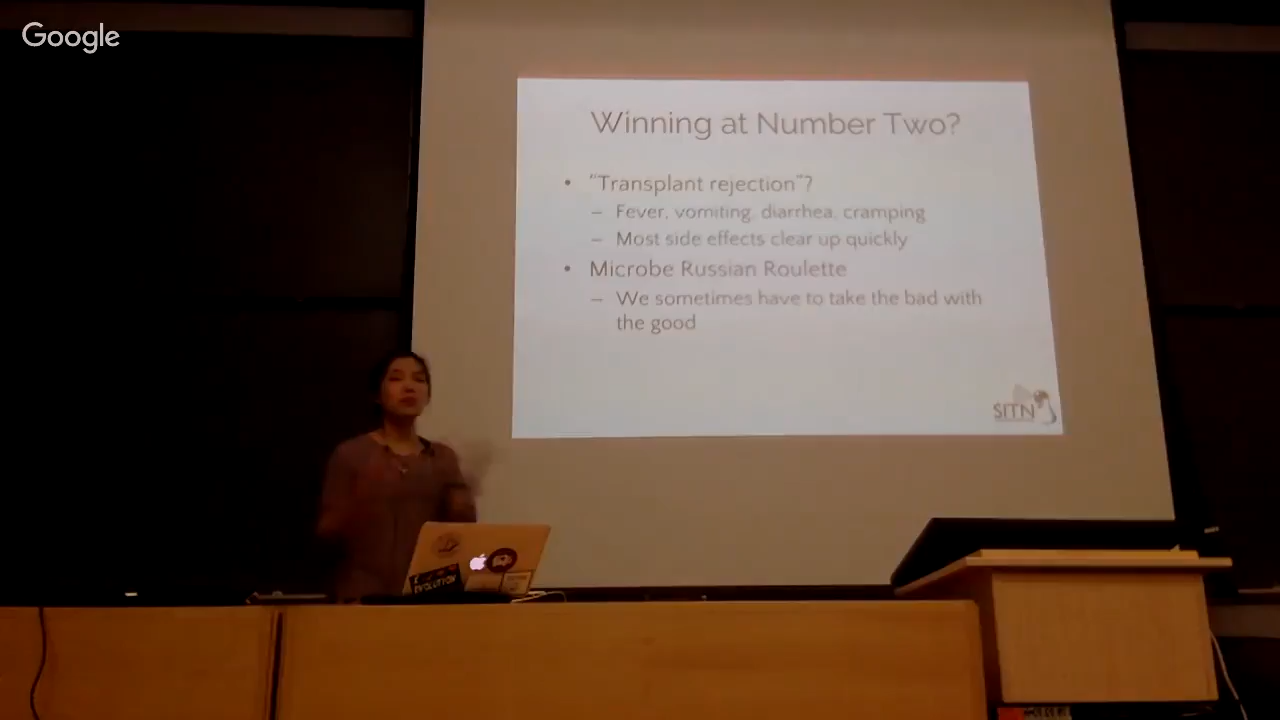 Google
Winning at Number Two?
• “Transplant rejection”?
– Fever, vomiting, diarrhea, cramping
– Most side effects clear up quickly
• Microbe Russian Roulette
– We sometimes have to take the bad with
the good
SITN
EVOLUTION